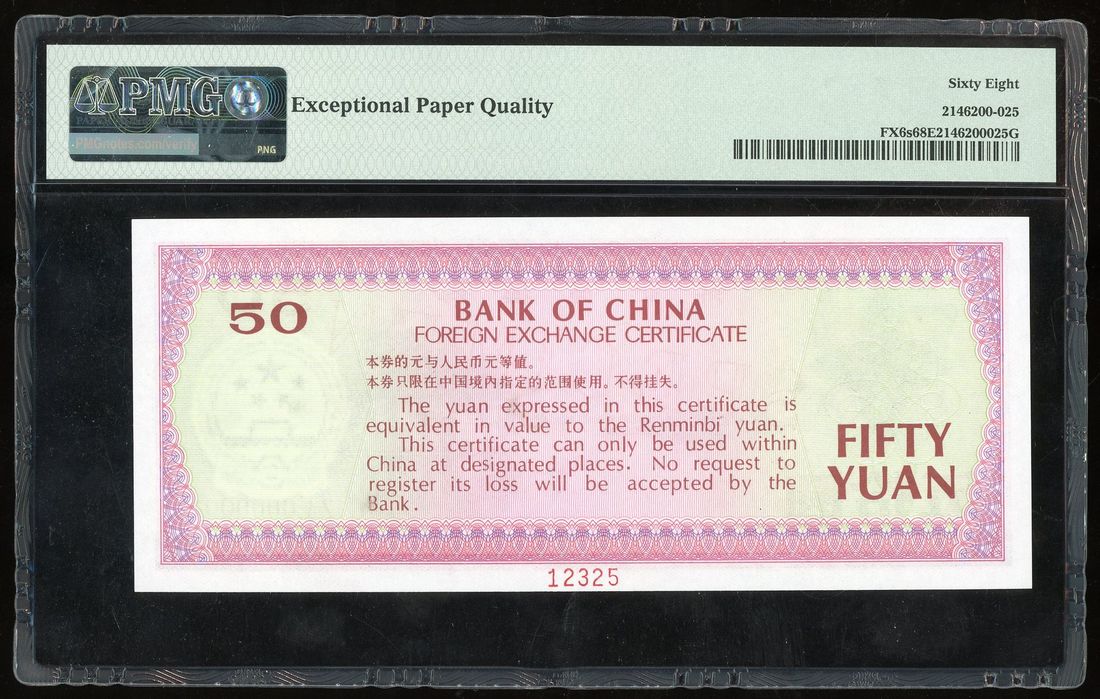 PMG
PMGnotes.com/verify
PNG
Exceptional Paper Quality
Sixty Eight
2146200-025
FX6s68E2146200025G
50
BANK OF CHINA
FOREIGN EXCHANGE CERTIFICATE
本券的元与人民币元等值。
本券只限在中国境内指定的范围使用。不得挂失。
The yuan expressed in this certificate is
equivalent in value to the Renminbi yuan.
This certificate can only be used within
China at designated places. No request to
register its loss will be accepted by the
Bank.
FIFTY
YUAN
12325